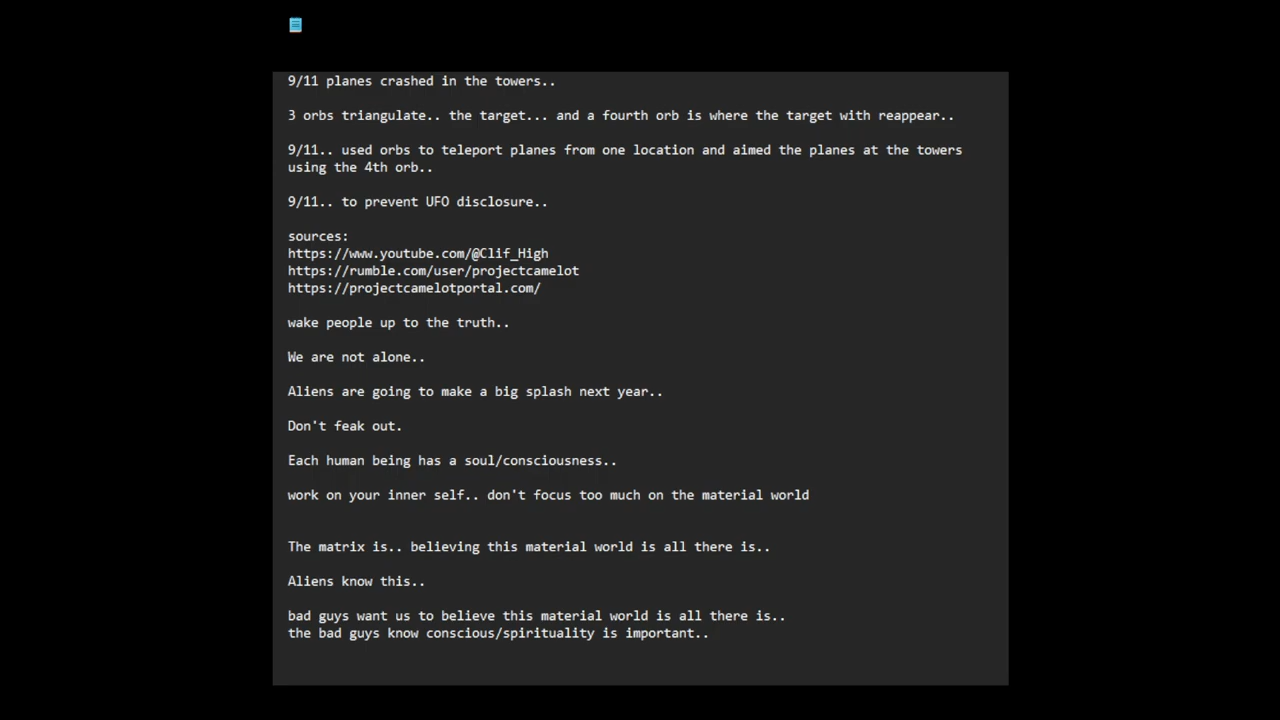 9/11 planes crashed in the towers..
3 orbs triangulate.. the target... and a fourth orb is where the target with reappear..
9/11.. used orbs to teleport planes from one location and aimed the planes at the towers
using the 4th orb..
9/11.. to prevent UFO disclosure..
sources:
https://www.youtube.com/@Clif_High
https://rumble.com/user/projectcamelot
https://projectcamelotportal.com/
wake people up to the truth..
We are not alone..
Aliens are going to make a big splash next year..
Don't feak out.
Each human being has a soul/consciousness..
work on your inner self.. don't focus too much on the material world
The matrix is.. believing this material world is all there is..
Aliens know this..
bad guys want us to believe this material world is all there is..
the bad guys know conscious/spirituality is important..